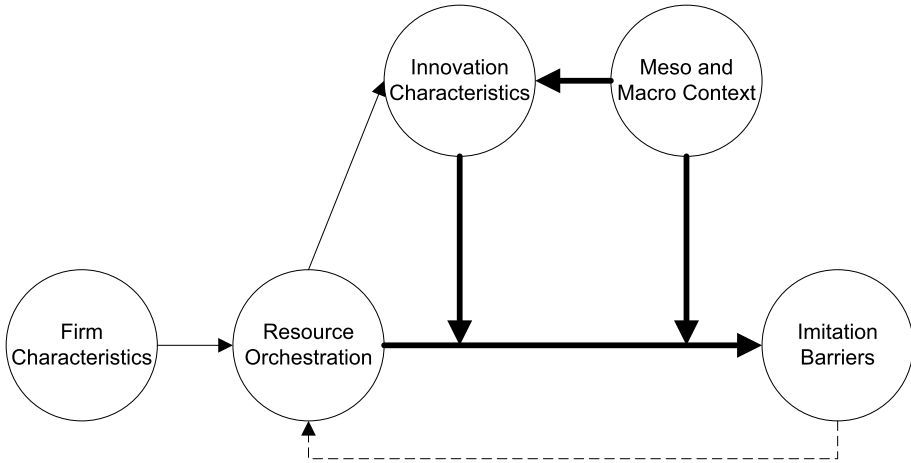 Innovation
Characteristics
Meso and
Macro Context
Firm
Characteristics
Resource
Orchestration
Imitation
Barriers